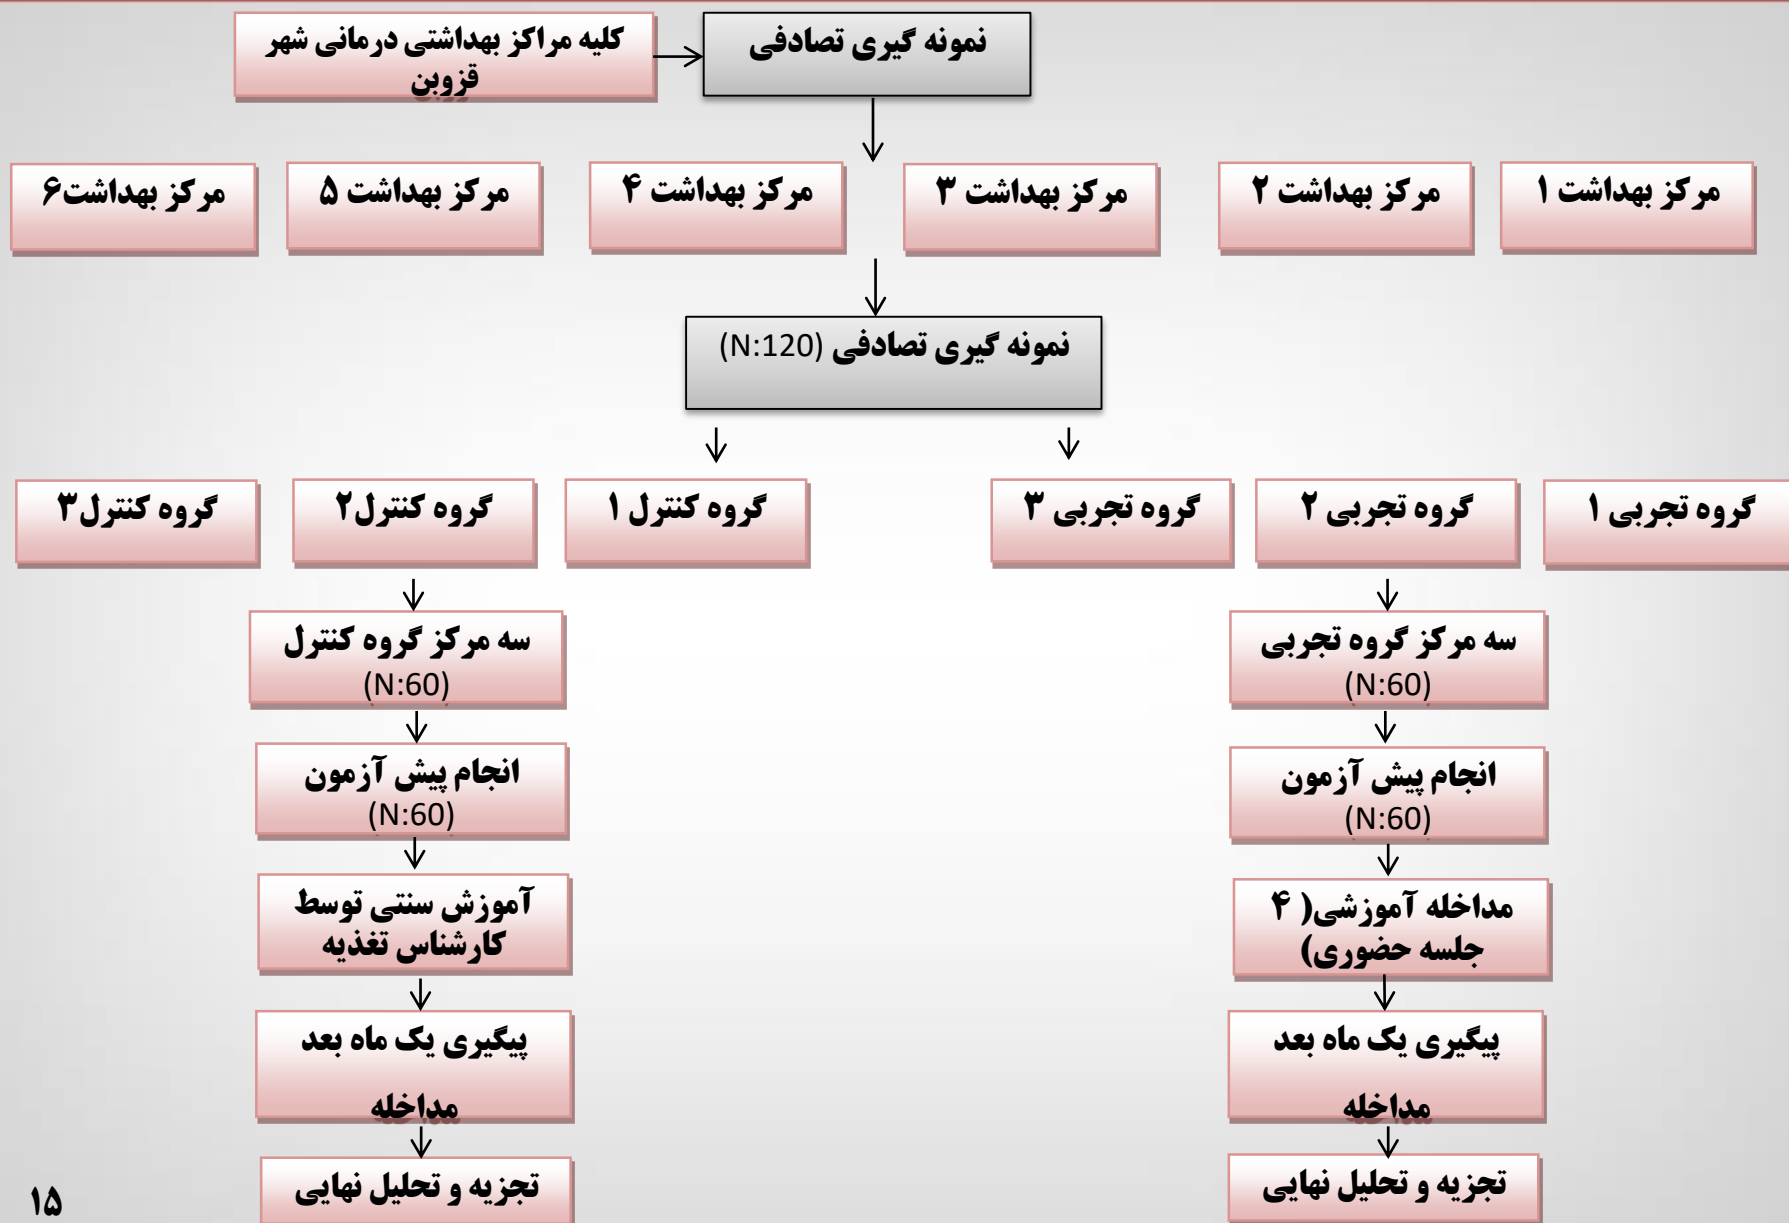 کلیه مراکز بهداشتی درمانی شهر
قزوین
نمونه گیری تصادفی
مرکز بهداشت ۱
مرکز بهداشت ۲
مرکز بهداشت ۳
مرکز بهداشت ۴
مرکز بهداشت ۵
مرکز بهداشت۶
نمونه گیری تصادفی (N:120)
گروه تجربی ۱
گروه تجربی ۲
گروه تجربی ۳
گروه کنترل ۱
گروه کنترل۲
گروه کنترل۳
سه مرکز گروه تجربی
(N:60)
انجام پیش آزمون
(N:60)
مداخله آموزشی( ۴
جلسه حضوری)
پیگیری یک ماه بعد
مداخله
تجزیه و تحلیل نهایی
سه مرکز گروه کنترل
(N:60)
انجام پیش آزمون
(N:60)
آموزش سنتی توسط
کارشناس تغذیه
پیگیری یک ماه بعد
مداخله
تجزیه و تحلیل نهایی
۱۵